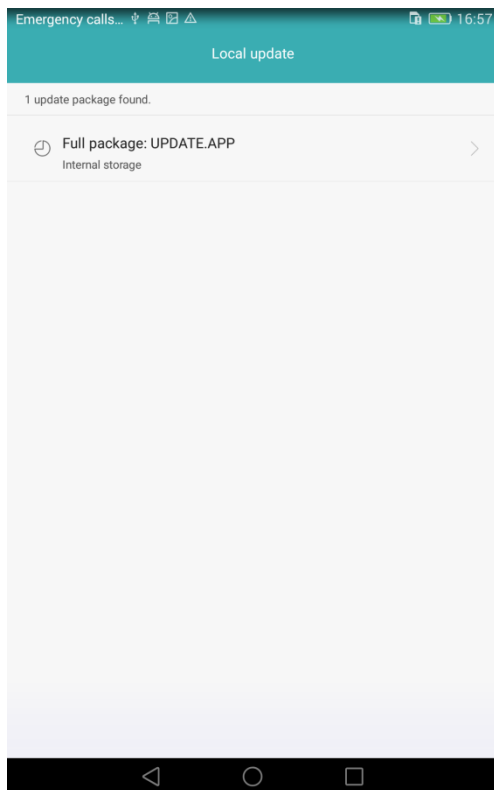 Emergency calls... 16:57
Local update
1 update package found.
Full package: UPDATE.APP
Internal storage